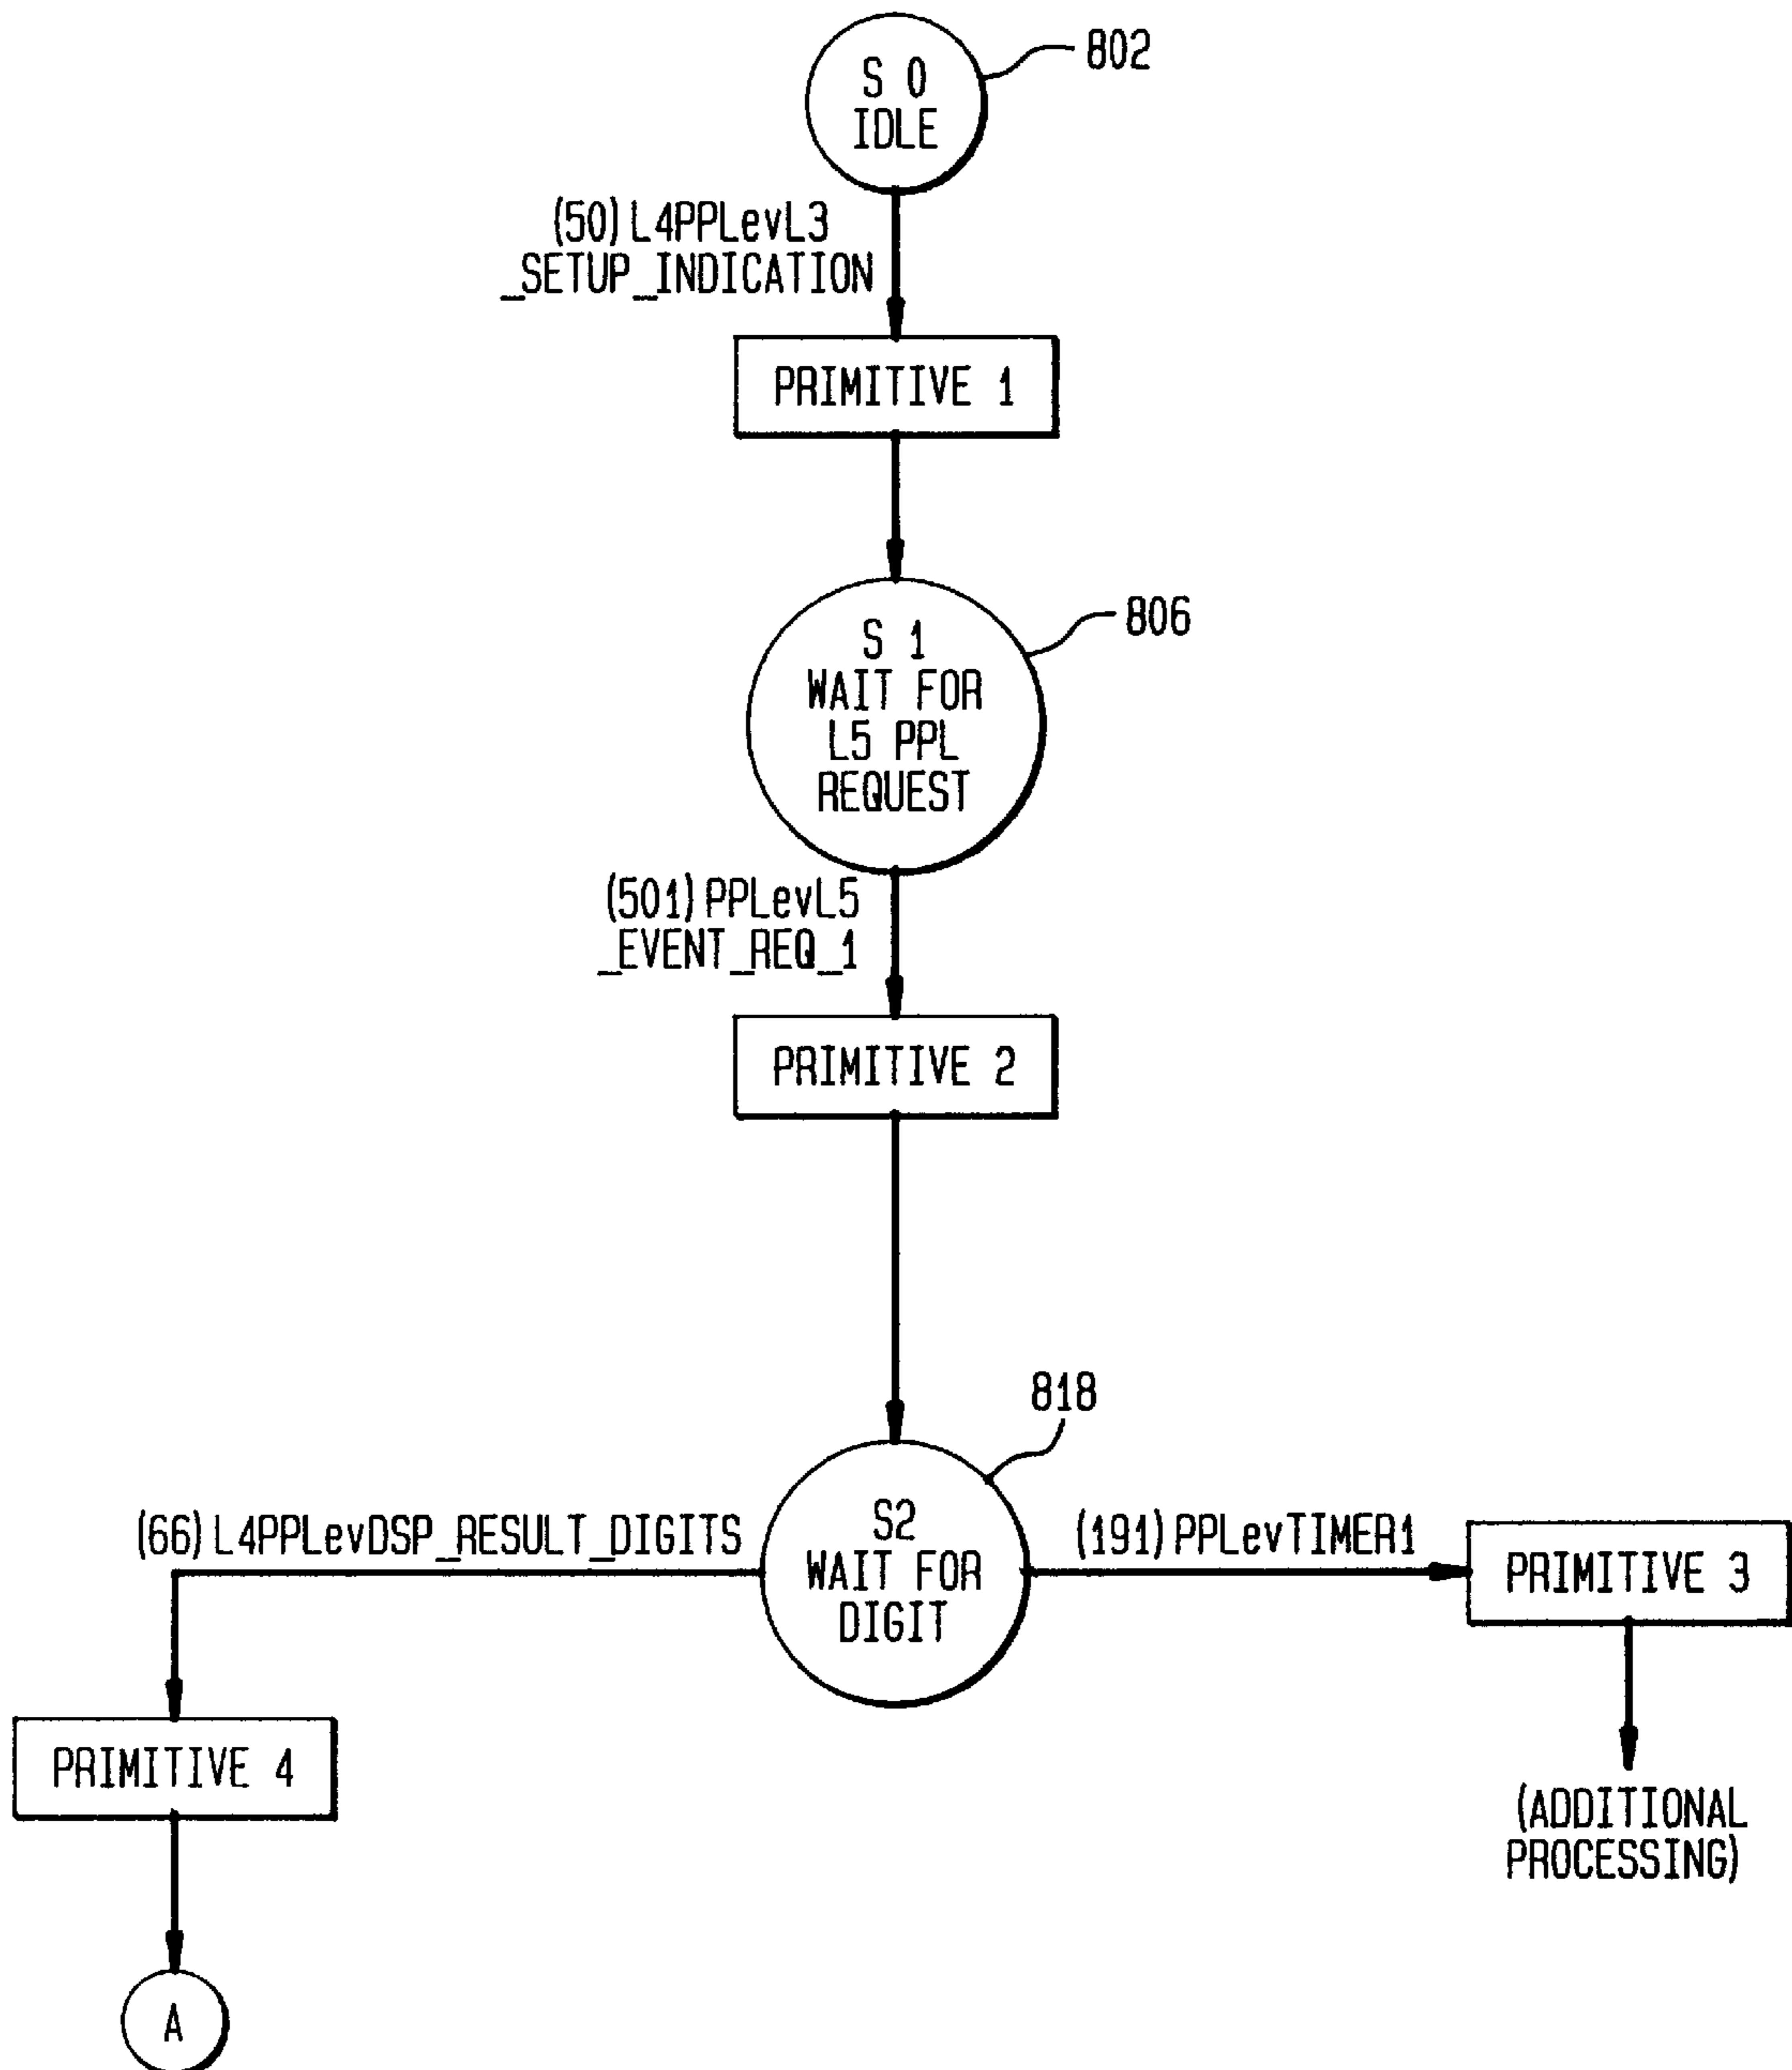 S 0
IDLE
802
(50) L4PPLevL3
_SETUP_INDICATION
PRIMITIVE 1
S 1
WAIT FOR
L5 PPL
REQUEST
806
(501) PPLevL5
_EVENT_REQ_1
PRIMITIVE 2
818
(66) L4PPLevDSP_RESULT_DIGITS
S2
WAIT FOR
DIGIT
(191) PPLevTIMER1
PRIMITIVE 3
PRIMITIVE 4
(ADDITIONAL
PROCESSING)
A